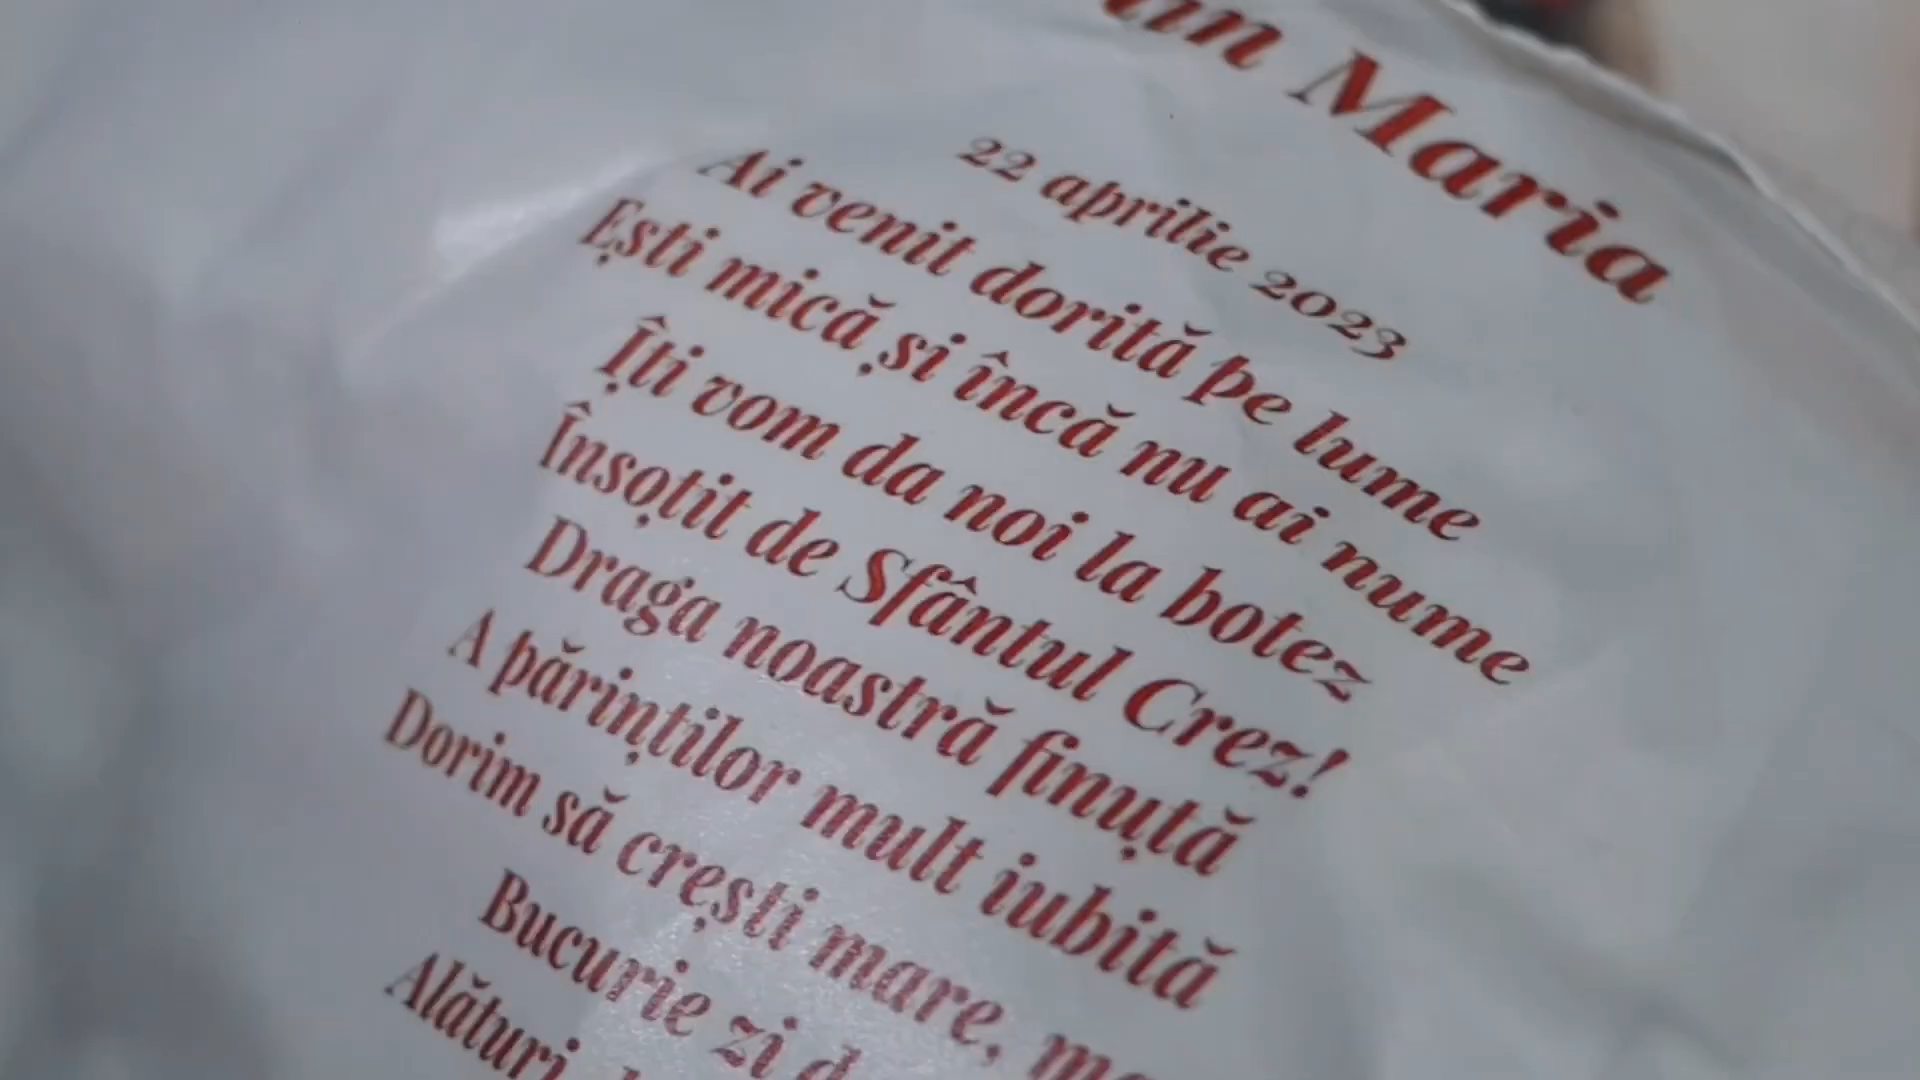 Maria
22 aprilie 2023
Ai venit dorită pe lume
Ești mică și încă nu ai nume
Îți vom da noi la botez
Însoțit de Sfântul Crez!
Draga noastră finuță
A părinților mult iubită
Dorim să crești mare,
Bucurie zi
Alături